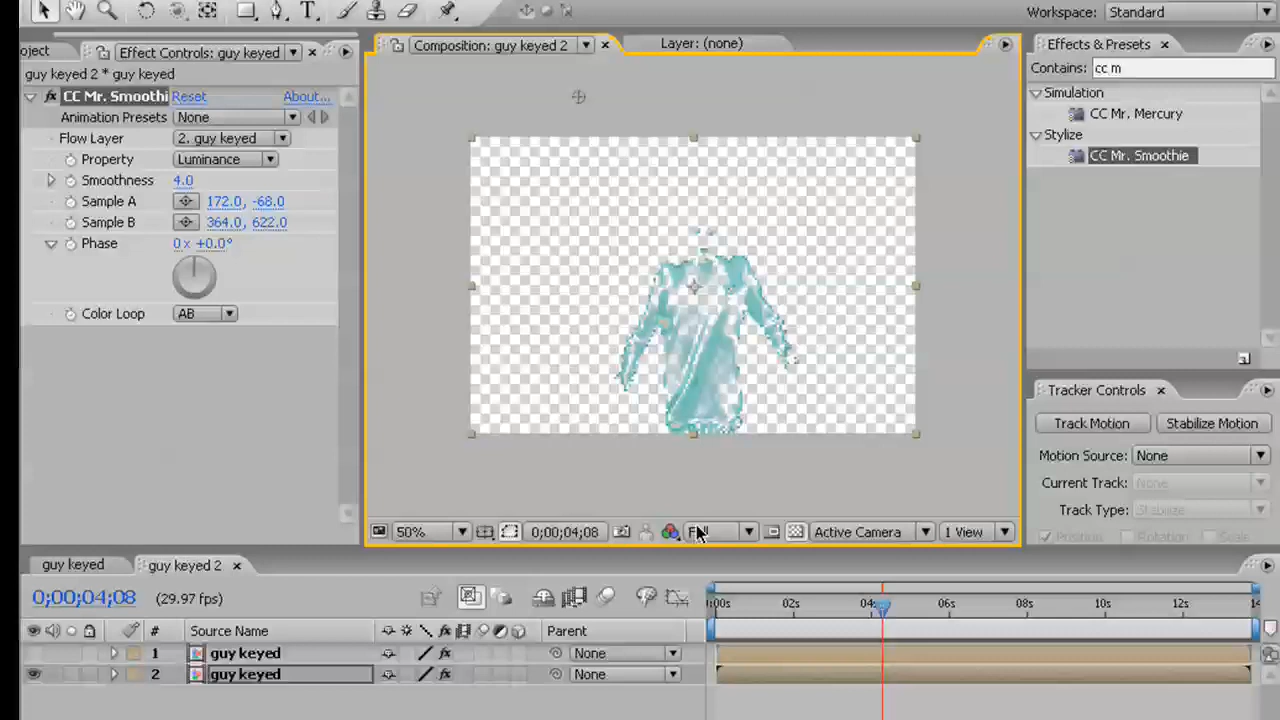 Workspace: Standard
oject
Effect Controls: guy keyed
Composition: guy keyed 2
Layer: (none)
Effects & Presets
guy keyed 2 * guy keyed
Contains: cc m
CC Mr. Smoothi Reset About...
Simulation
Animation Presets None
CC Mr. Mercury
Flow Layer 2. guy keyed
Stylize
Property Luminance
CC Mr. Smoothie
Smoothness 4.0
Sample A 172.0, -68.0
Sample B 364.0, 622.0
Phase 0 x +0.0°
Color Loop AB
Tracker Controls
Track Motion Stabilize Motion
Motion Source: None
Current Track: None
Track Type: Stabilize
Position Rotation Scale
50% 0;00;04;08 Active Camera 1 View
guy keyed guy keyed 2
0;00;04;08 (29.97 fps)
0:00s 02s 04s 06s 08s 10s 12s 14
# Source Name Parent
1 guy keyed None
2 guy keyed None